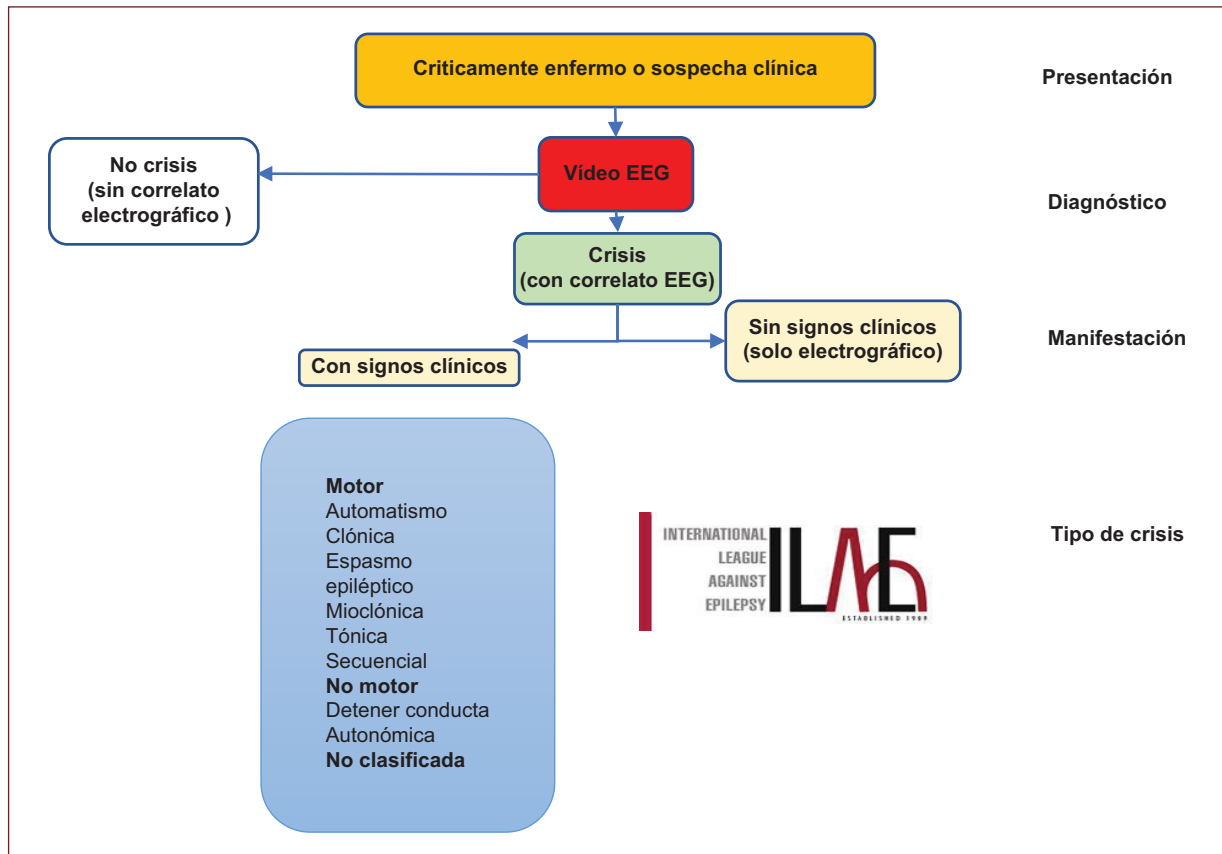 Criticamente enfermo o sospecha clínica
Presentación
No crisis
(sin correlato
electrográfico )
Vídeo EEG
Diagnóstico
Crisis
(con correlato EEG)
Con signos clínicos
Sin signos clínicos
(solo electrográfico)
Manifestación
Motor
Automatismo
Clónica
Espasmo
epiléptico
Mioclónica
Tónica
Secuencial
No motor
Detener conducta
Autonómica
No clasificada
INTERNATIONAL
LEAGUE
AGAINST
EPILEPSY
ILAE
ESTABLISHED 1909
Tipo de crisis